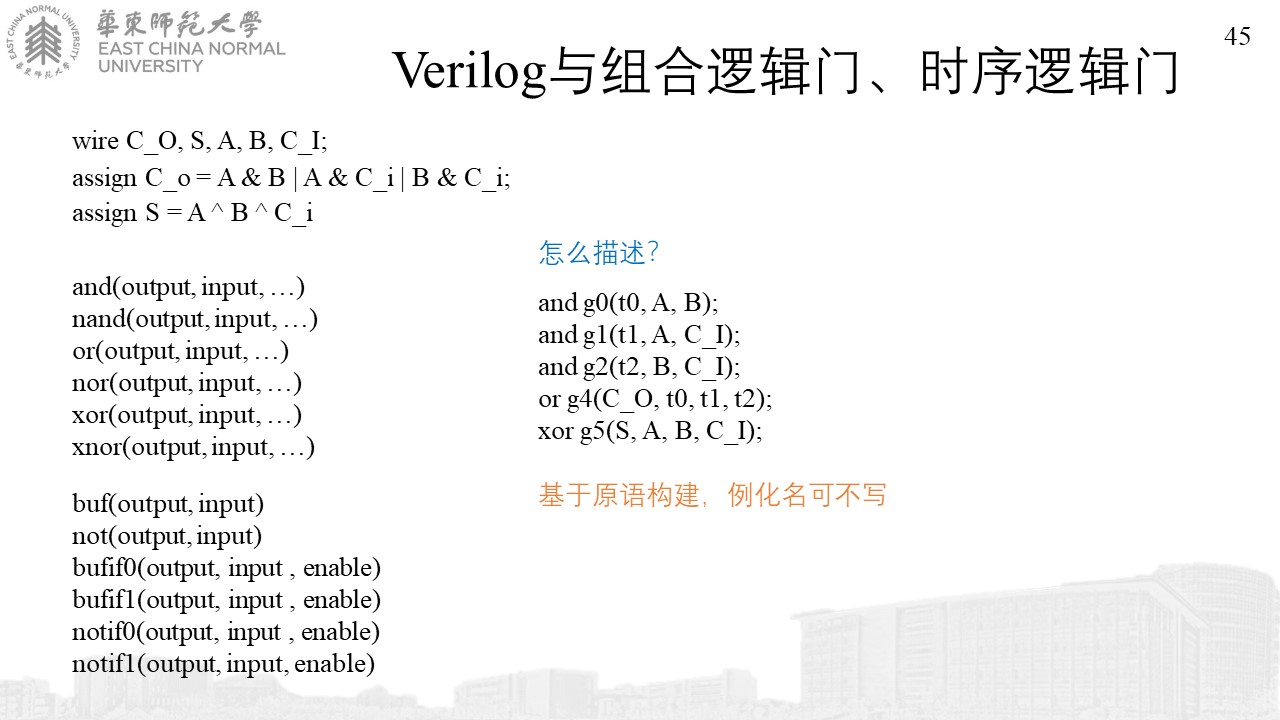 華東師範大學
EAST CHINA NORMAL
UNIVERSITY
EAST CHINA NORMAL UNIVERSITY
華東師範大學
45
Verilog与组合逻辑门、时序逻辑门
wire C_O, S, A, B, C_I;
assign C_o = A & B | A & C_i | B & C_i;
assign S = A ^ B ^ C_i
and(output, input, …)
nand(output, input, …)
or(output, input, …)
nor(output, input, …)
xor(output, input, …)
xnor(output, input, …)
buf(output, input)
not(output, input)
bufif0(output, input , enable)
bufif1(output, input , enable)
notif0(output, input , enable)
notif1(output, input, enable)
怎么描述?
and g0(t0, A, B);
and g1(t1, A, C_I);
and g2(t2, B, C_I);
or g4(C_O, t0, t1, t2);
xor g5(S, A, B, C_I);
基于原语构建，例化名可不写